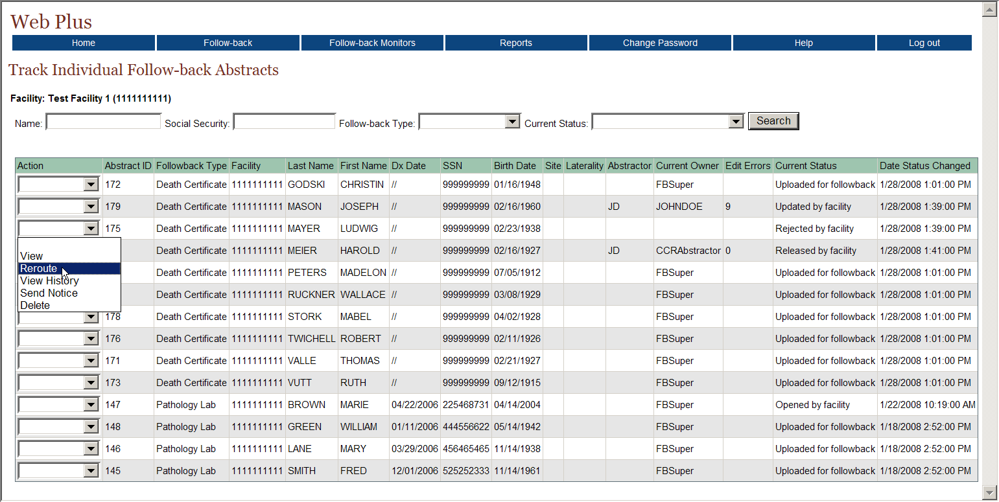 Web Plus
Home Follow-back Follow-back Monitors Reports Change Password Help Log out
Track Individual Follow-back Abstracts
Facility: Test Facility 1 (1111111111)
Name: Social Security: Follow-back Type: Current Status: Search
Action Abstract ID Followback Type Facility Last Name First Name Dx Date SSN Birth Date Site Laterality Abstractor Current Owner Edit Errors Current Status Date Status Changed
172 Death Certificate 1111111111 GODSKI CHRISTIN // 999999999 01/16/1948 FBSuper Uploaded for followback 1/28/2008 1:01:00 PM
179 Death Certificate 1111111111 MASON JOSEPH // 999999999 02/16/1960 JD JOHNDOE 9 Updated by facility 1/28/2008 1:39:00 PM
175 Death Certificate 1111111111 MAYER LUDWIG // 999999999 02/23/1938 Rejected by facility 1/28/2008 1:39:00 PM
Death Certificate 1111111111 MEIER HAROLD // 999999999 02/16/1927 JD CCRAbstractor 0 Released by facility 1/28/2008 1:41:00 PM
View
Reroute
View History
Send Notice
Delete
Death Certificate 1111111111 PETERS MADELON // 999999999 07/05/1912 FBSuper Uploaded for followback 1/28/2008 1:01:00 PM
Death Certificate 1111111111 RUCKNER WALLACE // 999999999 03/08/1929 FBSuper Uploaded for followback 1/28/2008 1:01:00 PM
178 Death Certificate 1111111111 STORK MABEL // 999999999 04/02/1928 FBSuper Uploaded for followback 1/28/2008 1:01:00 PM
176 Death Certificate 1111111111 TWICHELL ROBERT // 999999999 02/11/1926 FBSuper Uploaded for followback 1/28/2008 1:01:00 PM
171 Death Certificate 1111111111 VALLE THOMAS // 999999999 02/21/1927 FBSuper Uploaded for followback 1/28/2008 1:01:00 PM
173 Death Certificate 1111111111 VUTT RUTH // 999999999 09/12/1915 FBSuper Uploaded for followback 1/28/2008 1:01:00 PM
147 Pathology Lab 1111111111 BROWN MARIE 04/22/2006 225468731 04/14/2004 FBSuper Opened by facility 1/22/2008 10:19:00 AM
148 Pathology Lab 1111111111 GREEN WILLIAM 01/11/2006 444556622 05/14/1942 FBSuper Uploaded for followback 1/18/2008 2:52:00 PM
146 Pathology Lab 1111111111 LANE MARY 03/29/2006 456465465 11/14/1938 FBSuper Uploaded for followback 1/18/2008 2:52:00 PM
145 Pathology Lab 1111111111 SMITH FRED 12/01/2006 525252333 11/14/1961 FBSuper Uploaded for followback 1/18/2008 2:52:00 PM